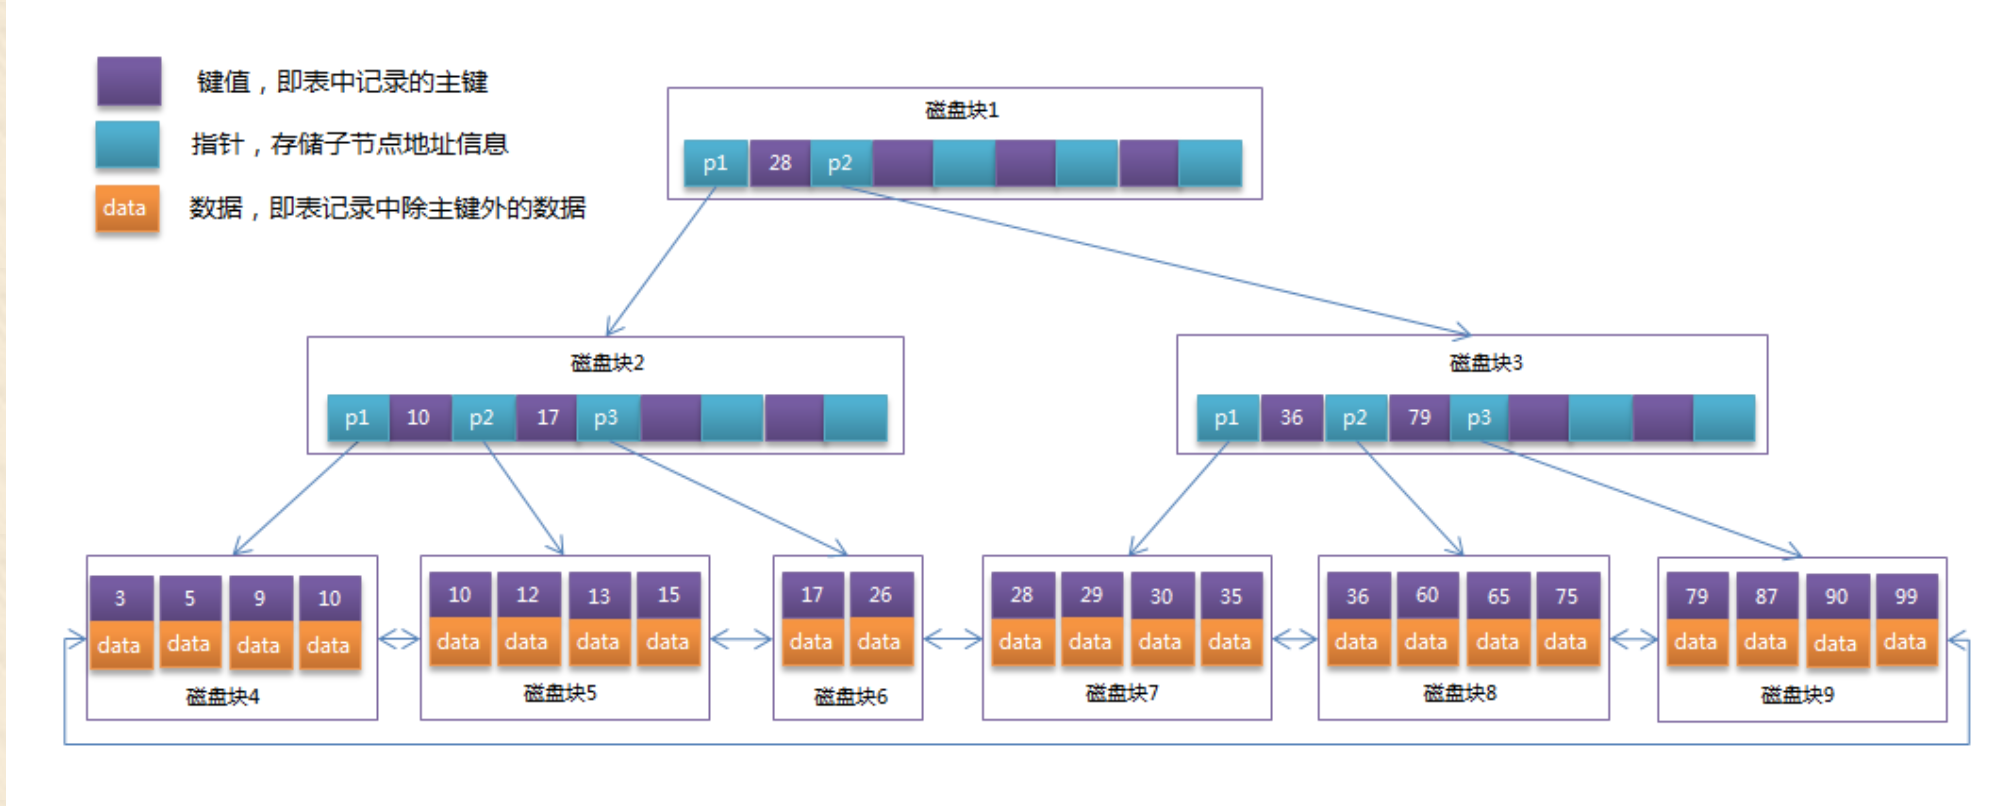 键值，即表中记录的主键
指针，存储子节点地址信息
data 数据，即表记录中除主键外的数据
磁盘块1
p1 28 p2
磁盘块2
p1 10 p2 17 p3
磁盘块3
p1 36 p2 79 p3
3 5 9 10
data data data data
磁盘块4
10 12 13 15
data data data data
磁盘块5
17 26
data data
磁盘块6
28 29 30 35
data data data data
磁盘块7
36 60 65 75
data data data data
磁盘块8
79 87 90 99
data data data data
磁盘块9